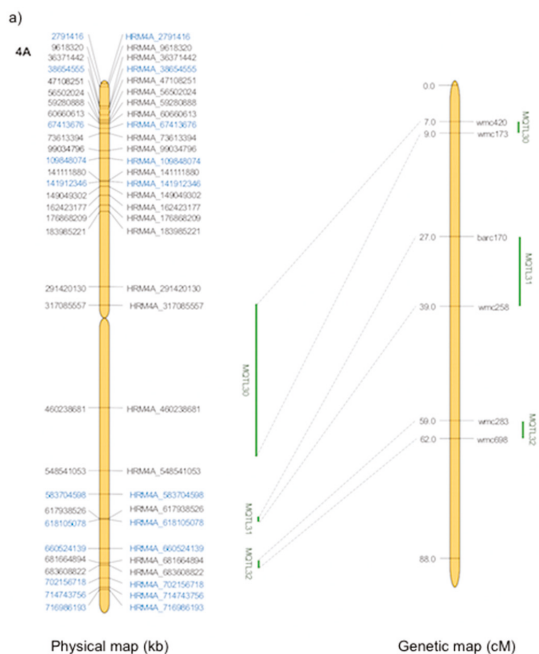 a)
4A
2791416 HRM4A_2791416
9618320 HRM4A_9618320
36371442 HRM4A_36371442
38654555 HRM4A_38654555
47108251 HRM4A_47108251
56502024 HRM4A_56502024
59280888 HRM4A_59280888
60660613 HRM4A_60660613
67413676 HRM4A_67413676
73613394 HRM4A_73613394
99034796 HRM4A_99034796
109848074 HRM4A_109848074
141111880 HRM4A_141111880
141912346 HRM4A_141912346
149049302 HRM4A_149049302
162423177 HRM4A_162423177
176868209 HRM4A_176868209
183985221 HRM4A_183985221
291420130 HRM4A_291420130
317085557 HRM4A_317085557
460238681 HRM4A_460238681
548541053 HRM4A_548541053
583704598 HRM4A_583704598
617938526 HRM4A_617938526
618105078 HRM4A_618105078
660524139 HRM4A_660524139
681664894 HRM4A_681664894
683608822 HRM4A_683608822
702156718 HRM4A_702156718
714743756 HRM4A_714743756
716986193 HRM4A_716986193
MQTL30
MQTL31
MQTL32
0.0
7.0 wmc420
9.0 wmc173
MQTL30
27.0 barc170
MQTL31
39.0 wmc258
59.0 wmc283
62.0 wmc698
MQTL32
88.0
Physical map (kb)
Genetic map (cM)